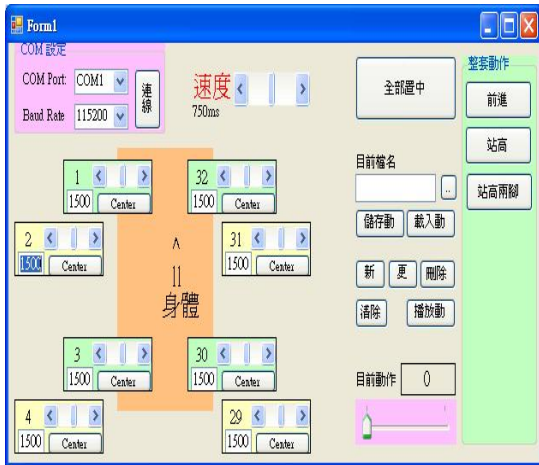 Form1
COM 設定
COM Port: COM1
Baud Rate 115200
連線
速度
750ms
全部置中
整套動作
前進
站高
站高兩腳
目前檔名
..
儲存動 載入動
新 更 刪除
清除 播放動
目前動作 0
1
1500 Center
32
1500 Center
2
1500 Center
31
1500 Center
^
11
身體
3
1500 Center
30
1500 Center
4
1500 Center
29
1500 Center